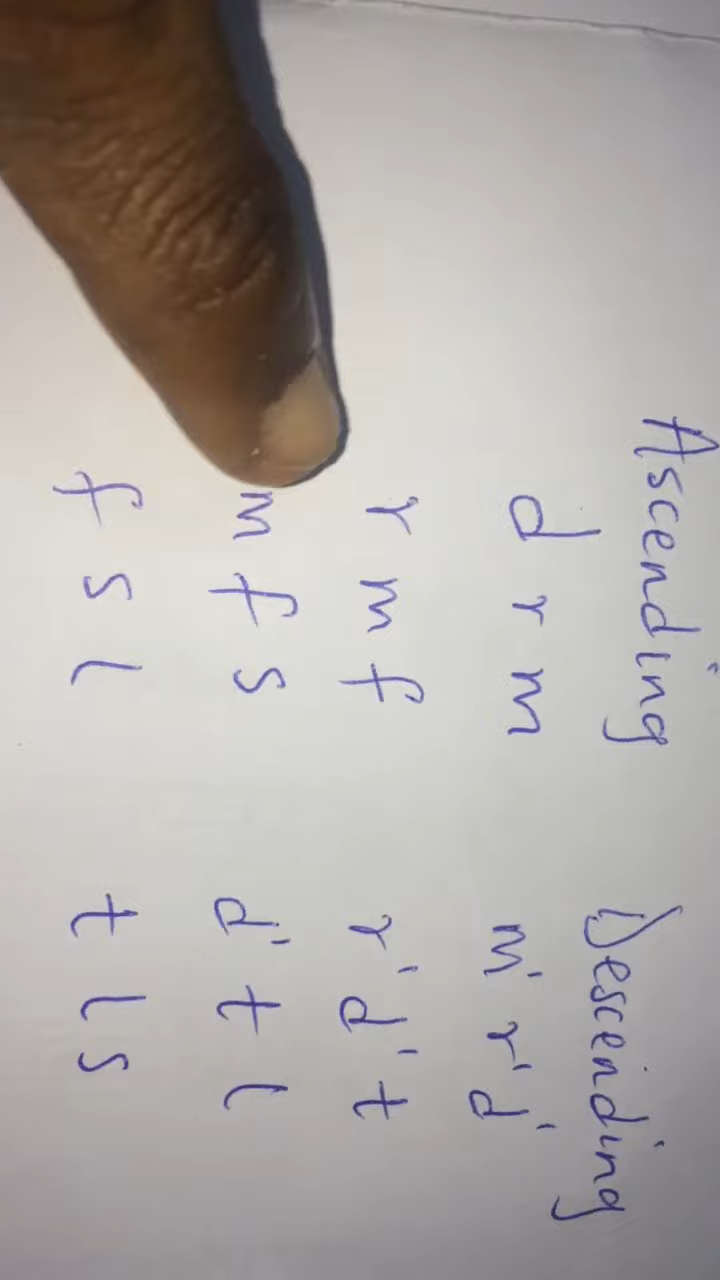 Ascending Descending
d r m m' r' d'
r m f r' d' t
m f s d' t l
f s l t l s